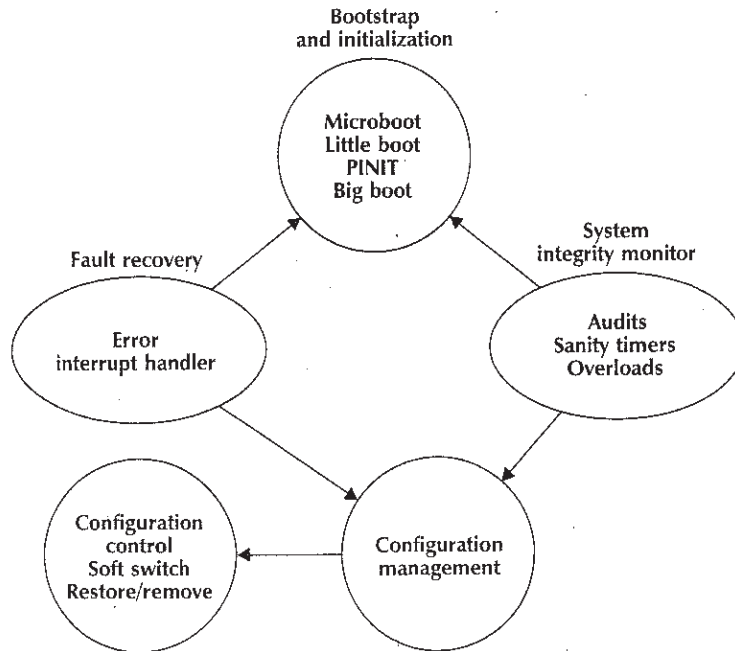 Bootstrap
and initialization
Microboot
Little boot
PINIT
Big boot
Fault recovery
System
integrity monitor
Error
interrupt handler
Audits
Sanity timers
Overloads
Configuration
control
Soft switch
Restore/remove
Configuration
management